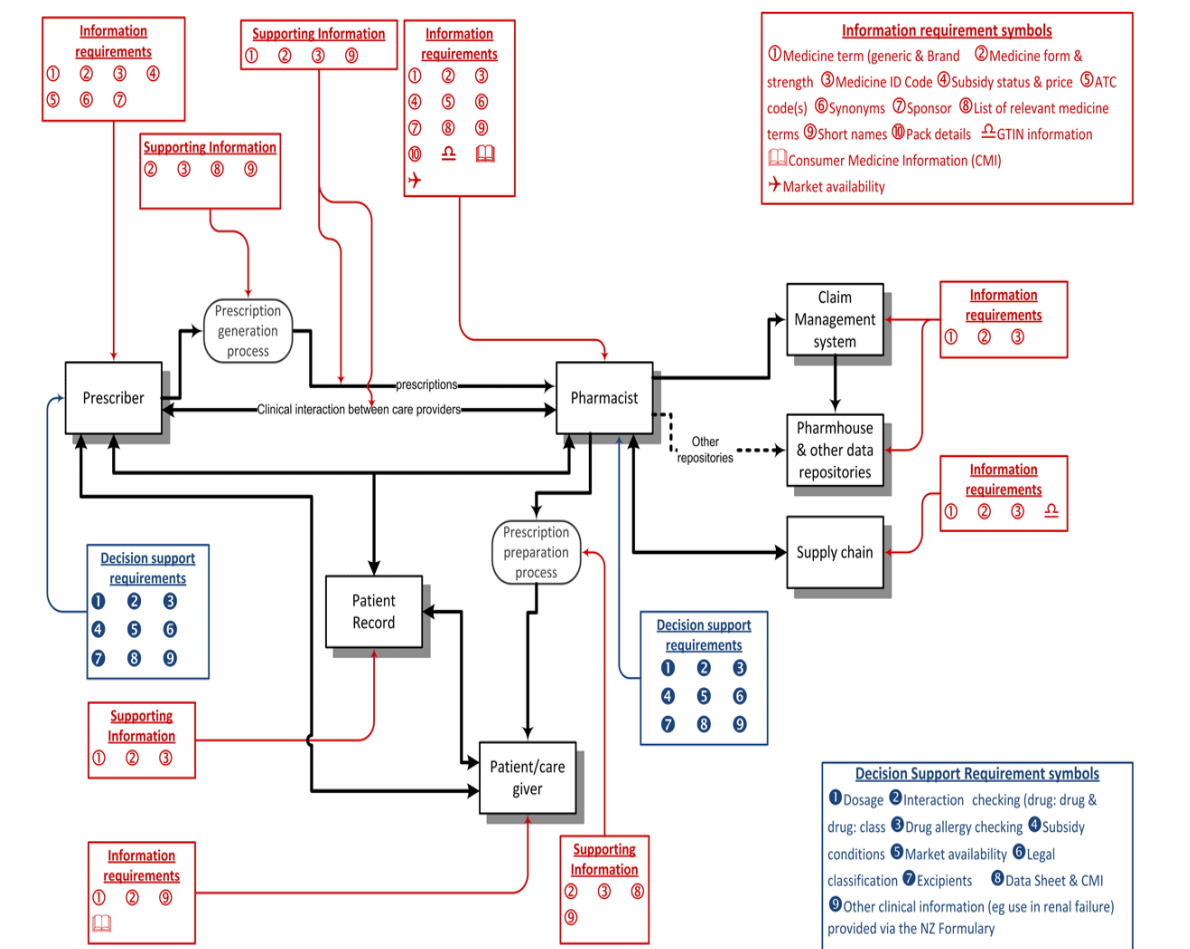 Information
requirements
① ② ③ ④
⑤ ⑥ ⑦
Supporting Information
① ② ③ ⑨
Information
requirements
① ② ③
④ ⑤ ⑥
⑦ ⑧ ⑨
⑩ ♎ 🕮
✈
Information requirement symbols
①Medicine term (generic & Brand ②Medicine form &
strength ③Medicine ID Code ④Subsidy status & price ⑤ATC
code(s) ⑥Synonyms ⑦Sponsor ⑧List of relevant medicine
terms ⑨Short names ⑩Pack details ♎GTIN information
🕮Consumer Medicine Information (CMI)
✈Market availability
Supporting Information
② ③ ⑧ ⑨
Prescription
generation
process
Claim
Management
system
Information
requirements
① ② ③
Prescriber
prescriptions
Clinical interaction between care providers
Pharmacist
Other
repositories
Pharmhouse
& other data
repositories
Information
requirements
① ② ③ ♎
Prescription
preparation
process
Supply chain
Decision support
requirements
❶ ❷ ❸
❹ ❺ ❻
❼ ❽ ❾
Patient
Record
Decision support
requirements
❶ ❷ ❸
❹ ❺ ❻
❼ ❽ ❾
Supporting
Information
① ② ③
Patient/care
giver
Decision Support Requirement symbols
❶Dosage ❷Interaction checking (drug: drug &
drug: class ❸Drug allergy checking ❹Subsidy
conditions ❺Market availability ❻Legal
classification ❼Excipients ❽Data Sheet & CMI
❾Other clinical information (eg use in renal failure)
provided via the NZ Formulary
Information
requirements
① ② ⑨
🕮
Supporting
Information
② ③ ⑧
⑨